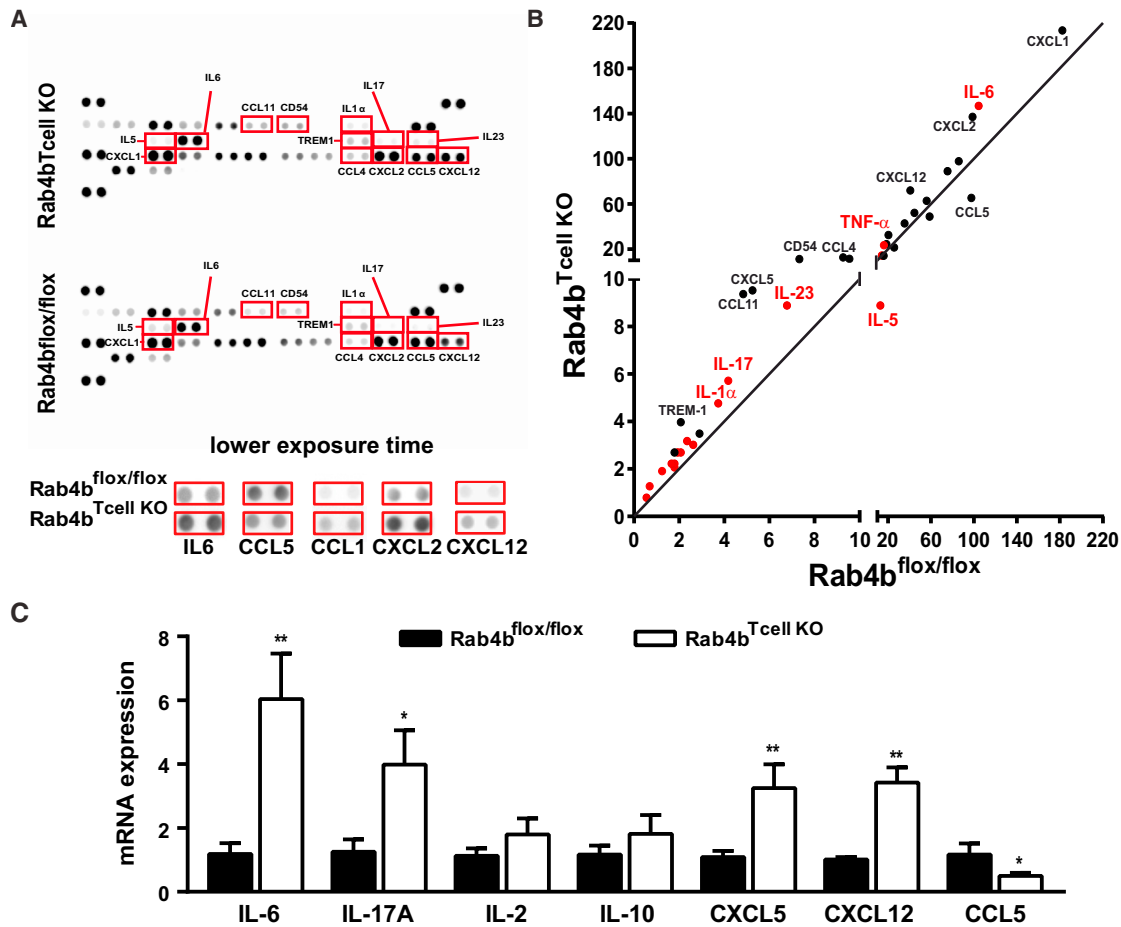 A
Rab4bTcell KO
IL6
IL17
CCL11 CD54 IL1α
IL5 TREM1 IL23
CXCL1
CCL4 CXCL2 CCL5 CXCL12
Rab4bflox/flox
IL6
IL17
CCL11 CD54 IL1α
IL5 TREM1 IL23
CXCL1
CCL4 CXCL2 CCL5 CXCL12
lower exposure time
Rab4bflox/flox
Rab4bTcell KO
IL6 CCL5 CCL1 CXCL2 CXCL12
B
Rab4bTcell KO
220
180
140
100
60
20
10
8
6
4
2
0
CXCL1
IL-6
CXCL2
CXCL12
CCL5
TNF-α
CD54 CCL4
CXCL5
CCL11
IL-23
IL-5
IL-17
IL-1α
TREM-1
0 2 4 6 8 10 20 60 100 140 180 220
Rab4bflox/flox
C
mRNA expression
8
6
4
2
0
Rab4bflox/flox Rab4bTcell KO
** * ** ** *
IL-6 IL-17A IL-2 IL-10 CXCL5 CXCL12 CCL5